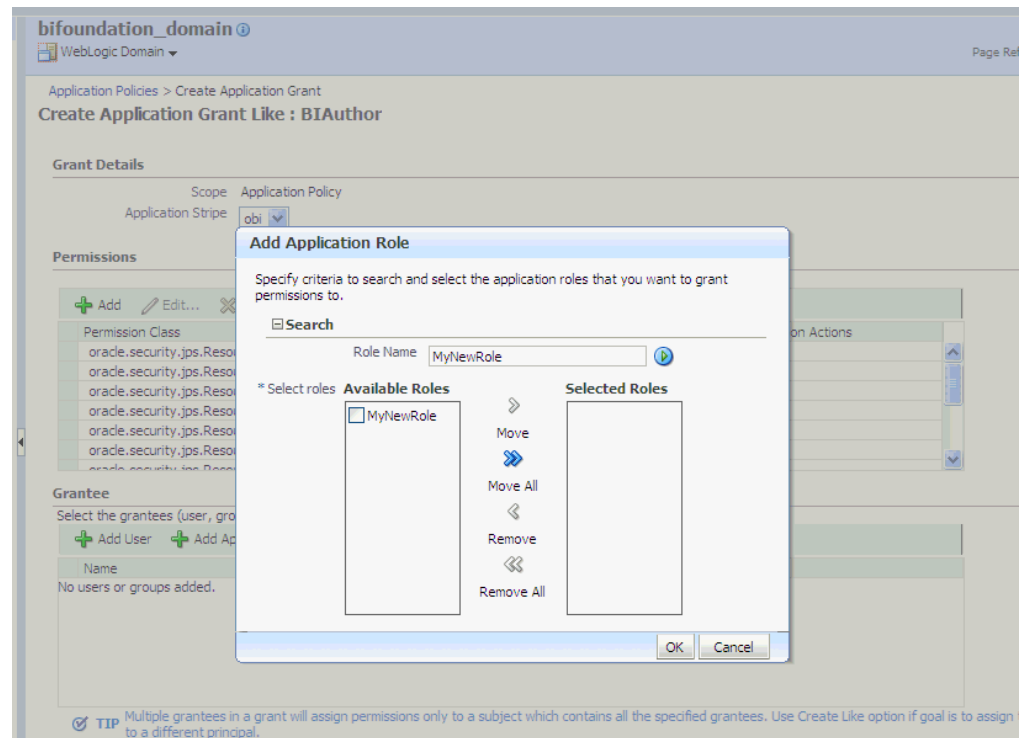 bifoundation_domain
WebLogic Domain
Page Ref
Application Policies > Create Application Grant
Create Application Grant Like : BIAuthor
Grant Details
Scope Application Policy
Application Stripe obi
Permissions
Add Edit...
Permission Class
on Actions
oracle.security.jps.Resou
oracle.security.jps.Resou
oracle.security.jps.Resou
oracle.security.jps.Resou
oracle.security.jps.Resou
oracle.security.jps.Resou
Grantee
Select the grantees (user, gro
Add User Add Ap
Name
No users or groups added.
Add Application Role
Specify criteria to search and select the application roles that you want to grant
permissions to.
Search
Role Name MyNewRole
* Select roles Available Roles Selected Roles
MyNewRole
Move
Move All
Remove
Remove All
OK Cancel
TIP Multiple grantees in a grant will assign permissions only to a subject which contains all the specified grantees. Use Create Like option if goal is to assign
to a different principal.